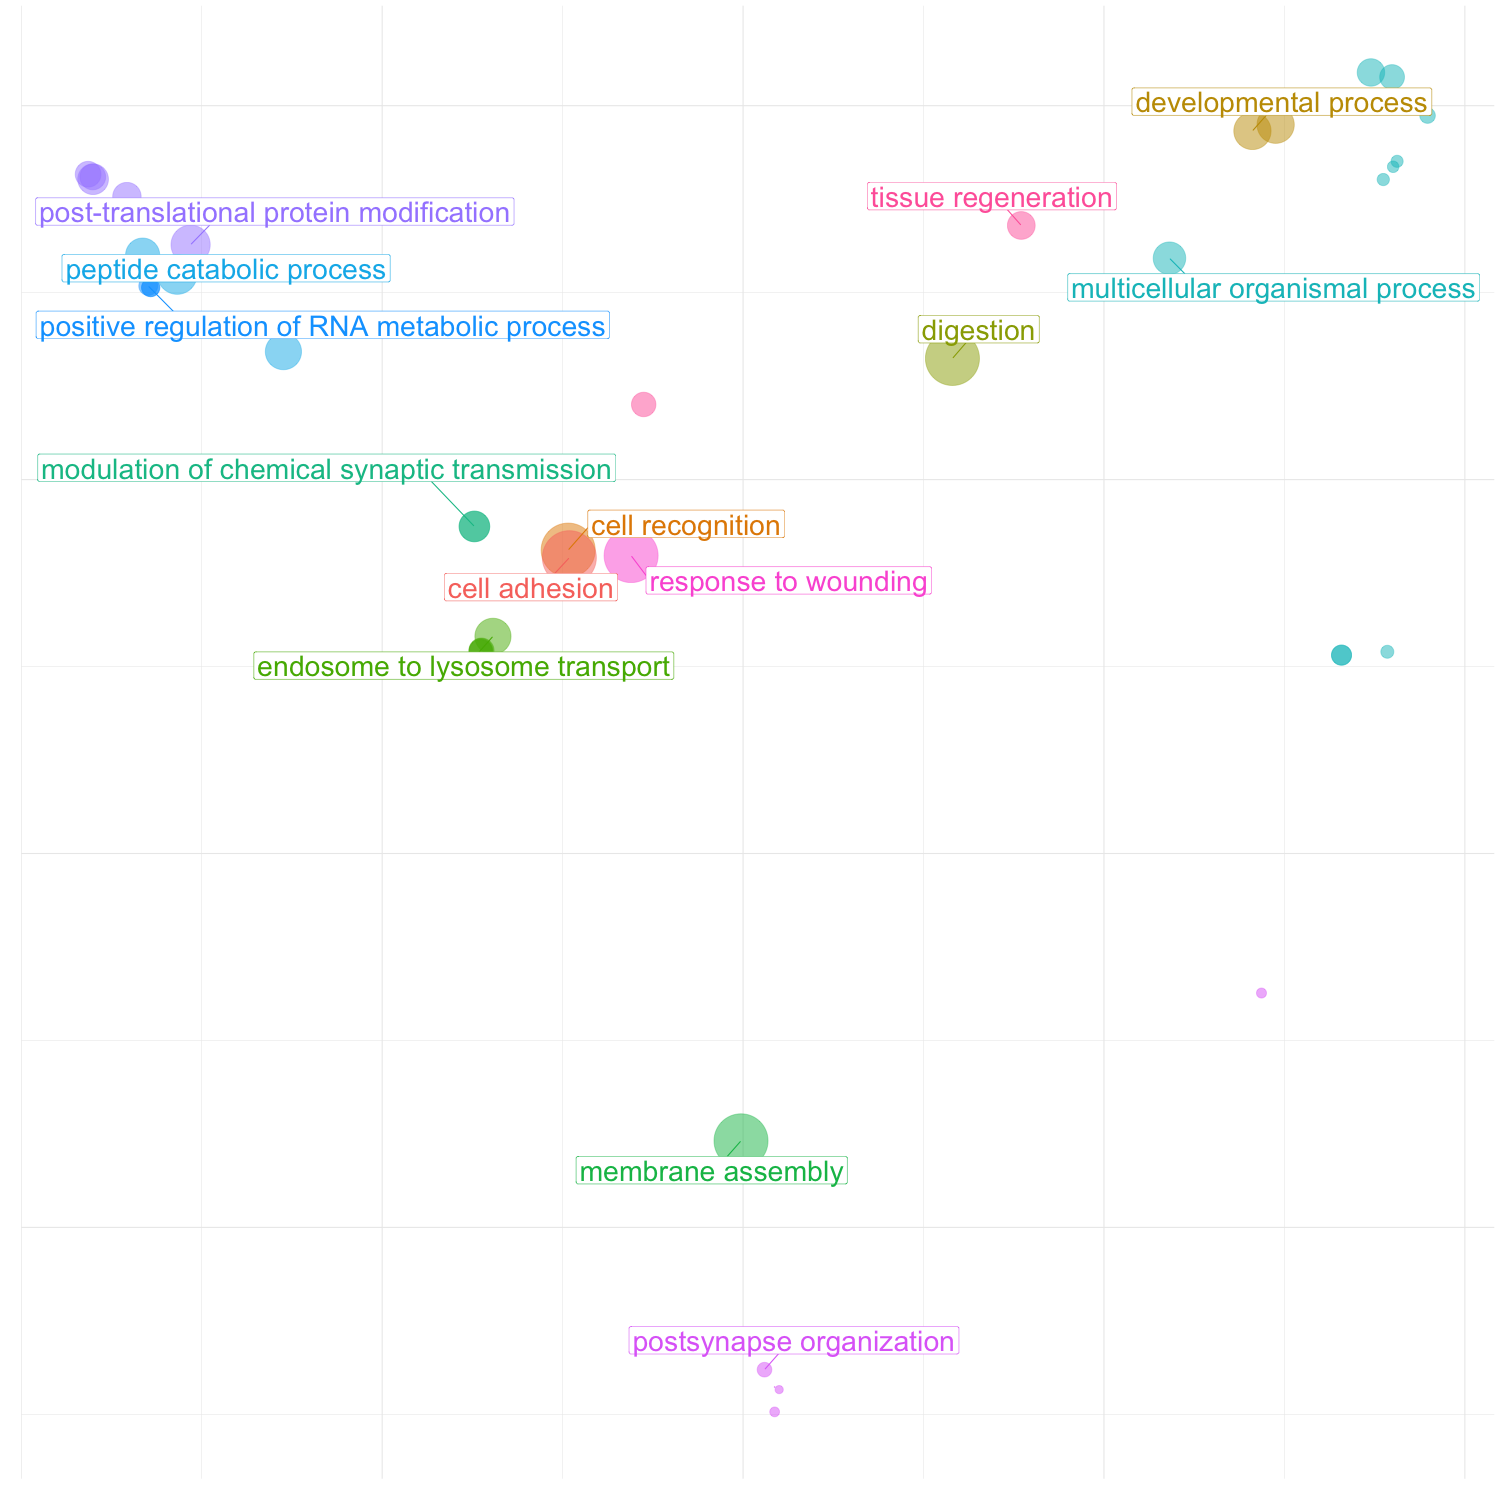 developmental process
tissue regeneration
post-translational protein modification
peptide catabolic process
multicellular organismal process
positive regulation of RNA metabolic process
digestion
modulation of chemical synaptic transmission
cell recognition
response to wounding
cell adhesion
endosome to lysosome transport
membrane assembly
postsynapse organization